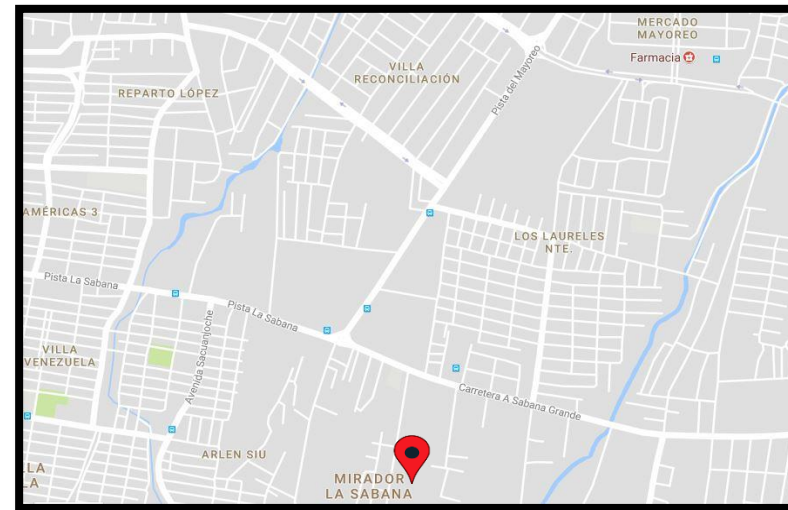 MERCADO
MAYOREO
Farmacia
VILLA
RECONCILIACIÓN
Pista del Mayoreo
REPARTO LÓPEZ
AMÉRICAS 3
LOS LAURELES
NTE.
Pista La Sabana
Pista La Sabana
Avenida Sacuanjoche
VILLA
VENEZUELA
Carretera A Sabana Grande
ARLEN SIU
LA
LA
MIRADOR
LA SABANA